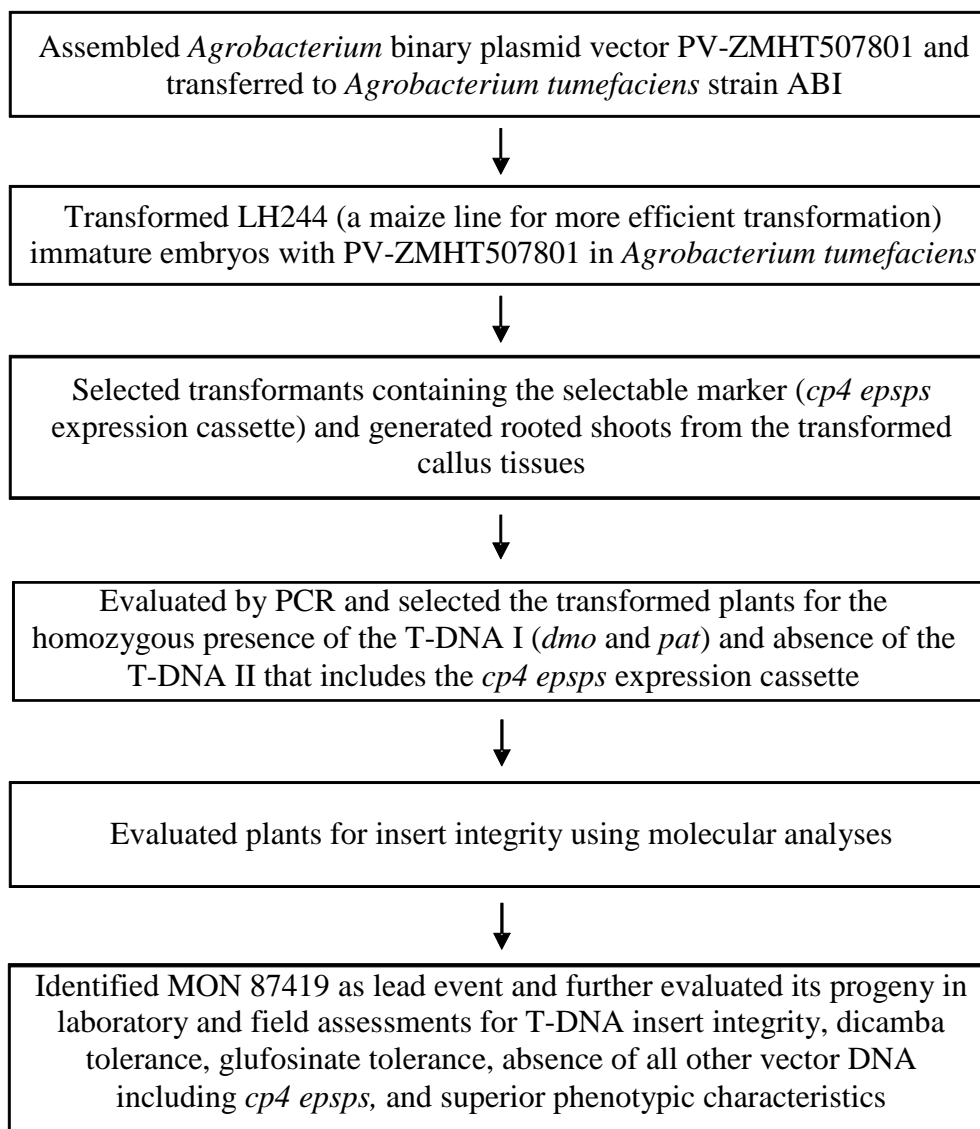 Assembled Agrobacterium binary plasmid vector PV-ZMHT507801 and
transferred to Agrobacterium tumefaciens strain ABI
Transformed LH244 (a maize line for more efficient transformation)
immature embryos with PV-ZMHT507801 in Agrobacterium tumefaciens
Selected transformants containing the selectable marker (cp4 epsps
expression cassette) and generated rooted shoots from the transformed
callus tissues
Evaluated by PCR and selected the transformed plants for the
homozygous presence of the T-DNA I (dmo and pat) and absence of the
T-DNA II that includes the cp4 epsps expression cassette
Evaluated plants for insert integrity using molecular analyses
Identified MON 87419 as lead event and further evaluated its progeny in
laboratory and field assessments for T-DNA insert integrity, dicamba
tolerance, glufosinate tolerance, absence of all other vector DNA
including cp4 epsps, and superior phenotypic characteristics